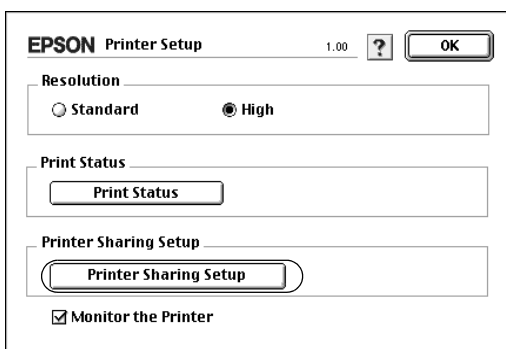 EPSON Printer Setup 1.00 ? OK
Resolution
Standard High
Print Status
Print Status
Printer Sharing Setup
Printer Sharing Setup
Monitor the Printer